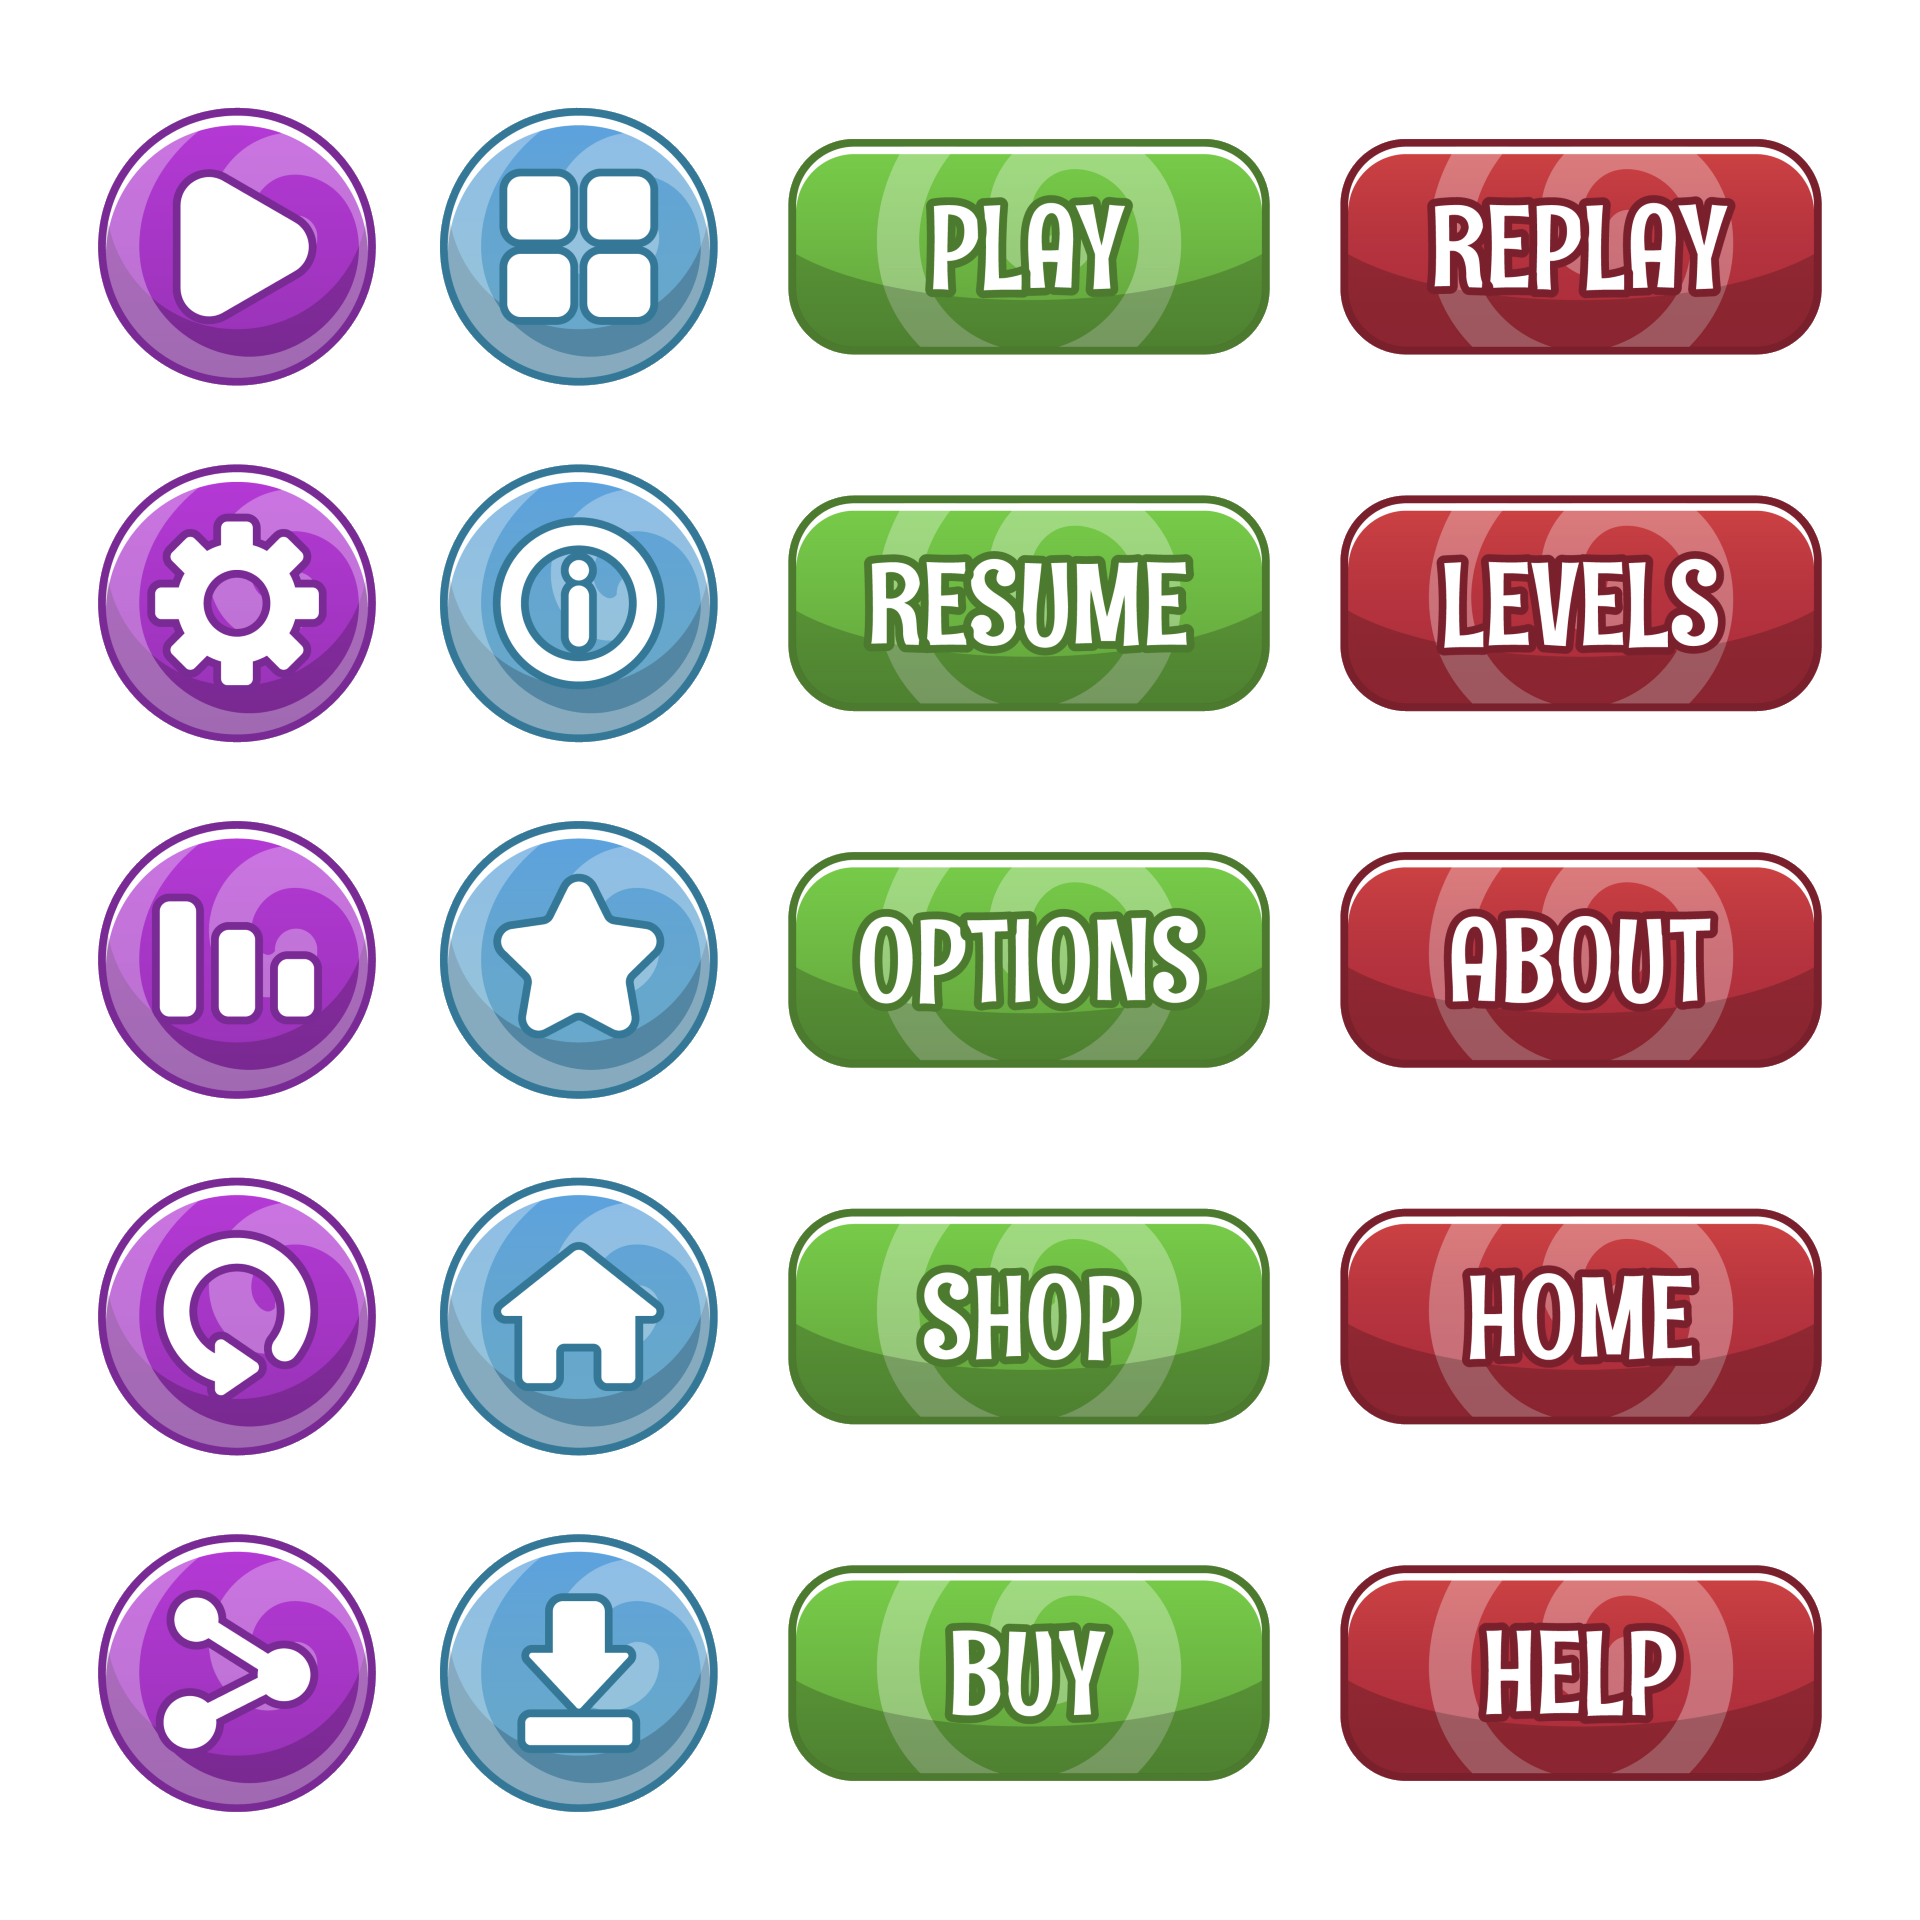 PLAY
REPLAY
RESUME
LEVELS
OPTIONS
ABOUT
SHOP
HOME
BUY
HELP